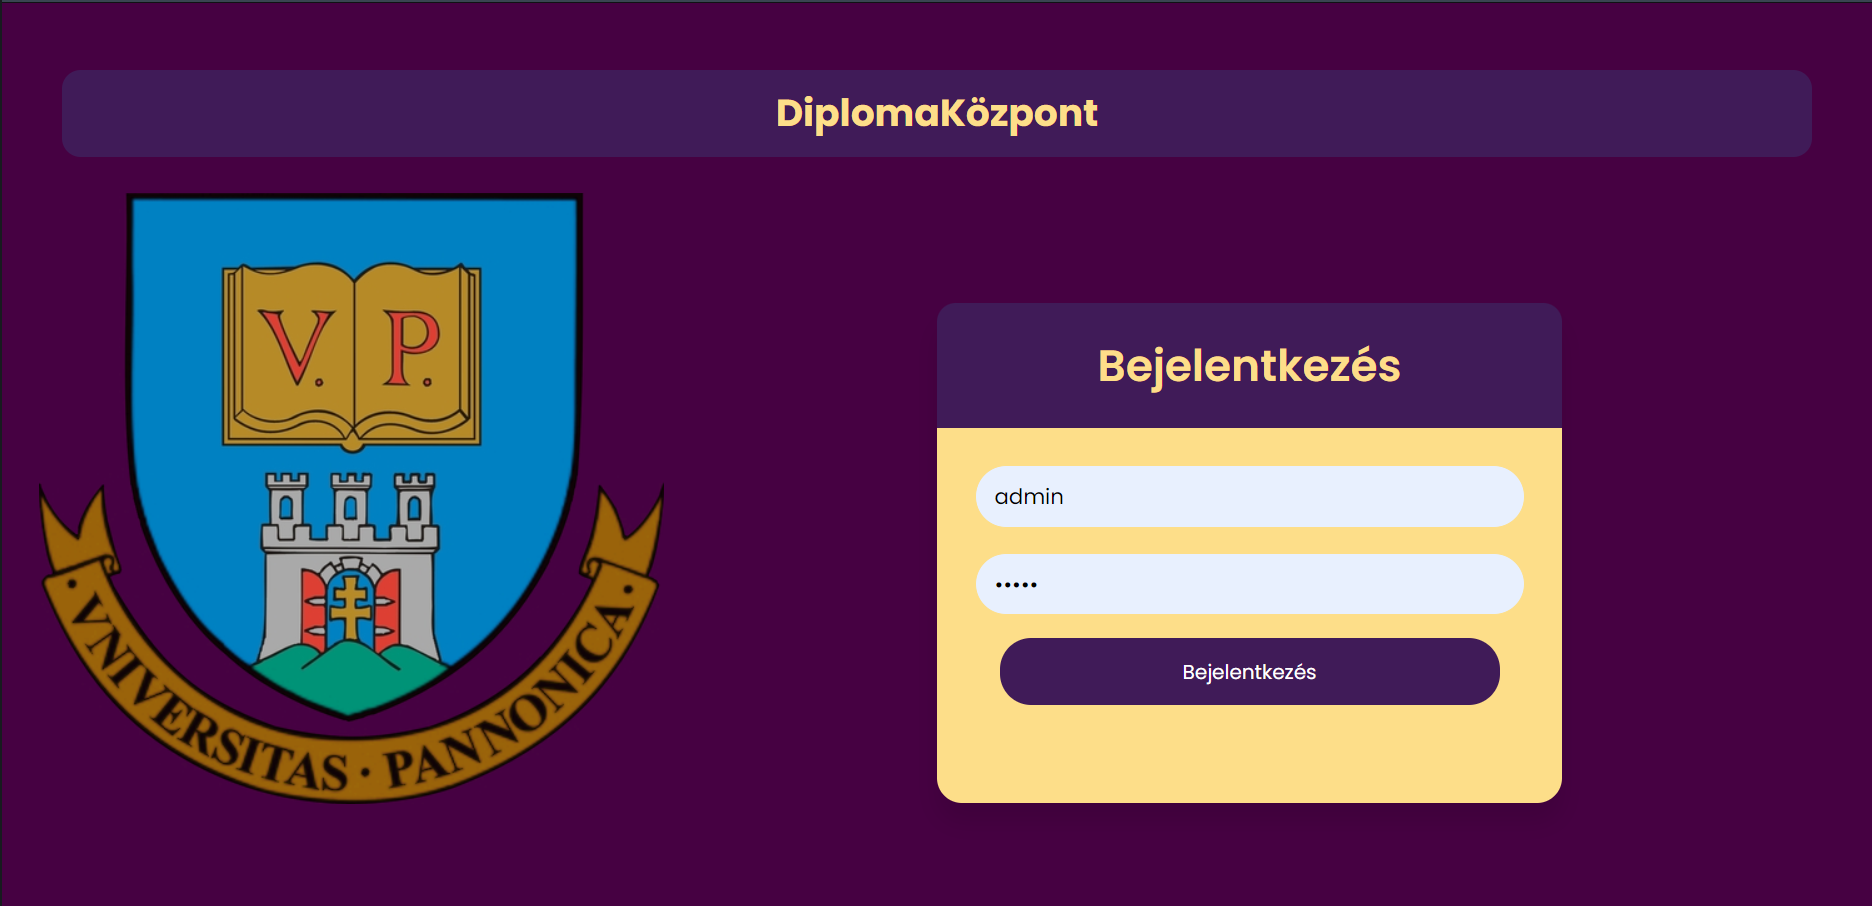 DiplomaKözpont
V. P.
VNIVERSITAS · PANNONICA
Bejelentkezés
admin
•••••
Bejelentkezés